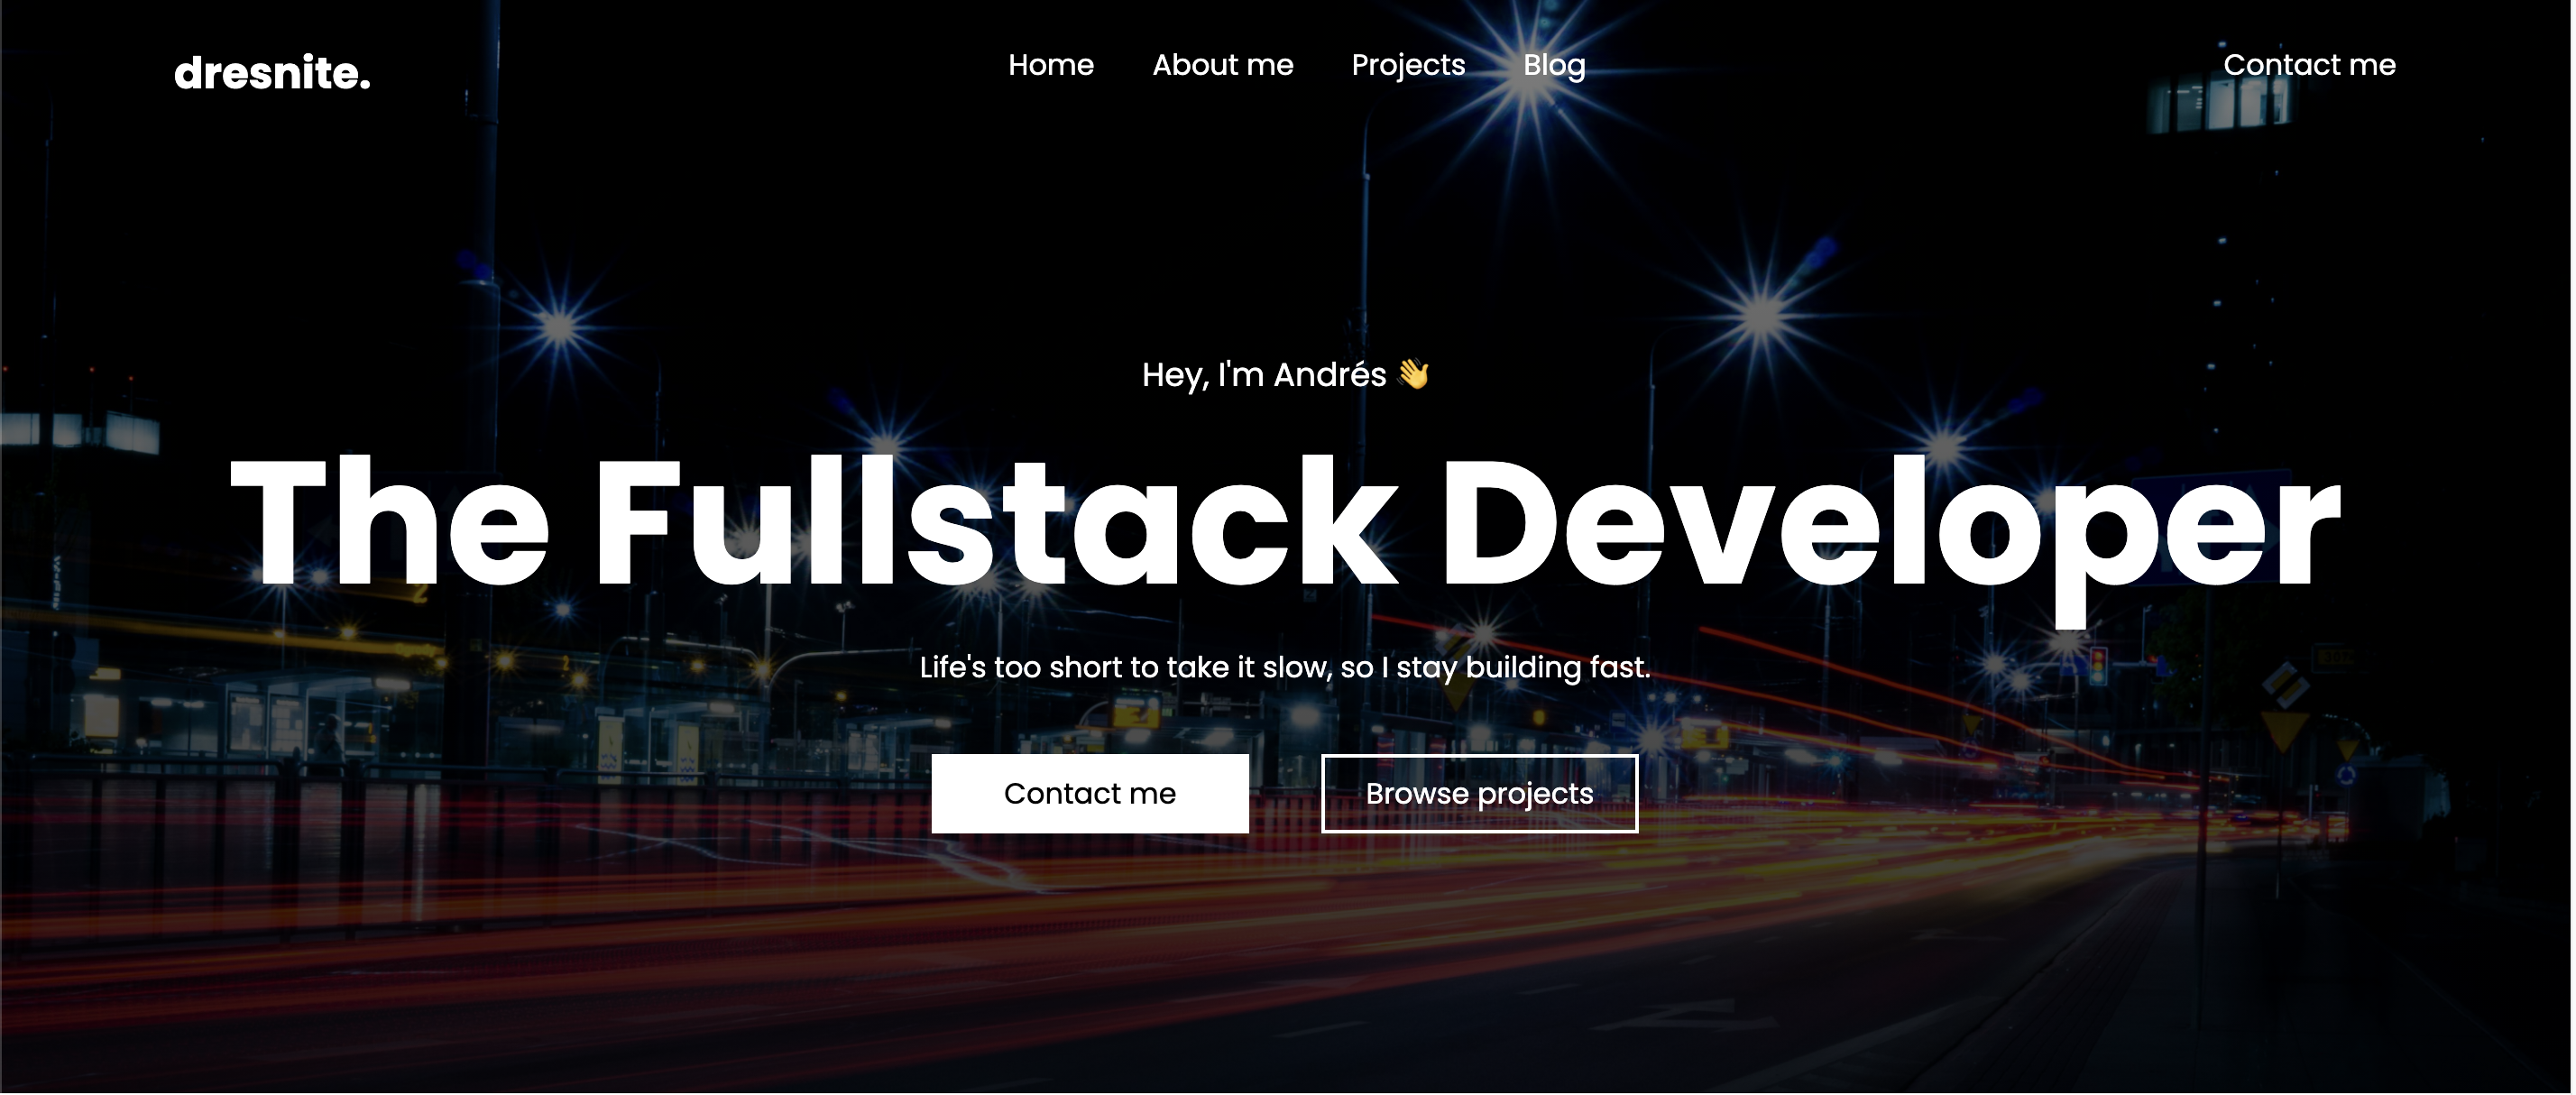 dresnite.
Home About me Projects Blog
Contact me
Hey, I'm Andrés 👋
The Fullstack Developer
Life's too short to take it slow, so I stay building fast.
Contact me
Browse projects